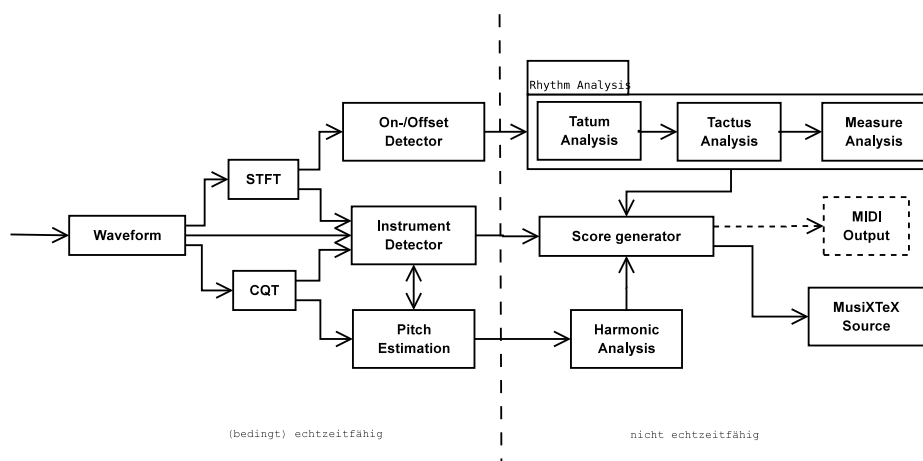 Rhythm Analysis
On-/Offset
Detector
Tatum
Analysis
Tactus
Analysis
Measure
Analysis
STFT
Waveform
Instrument
Detector
Score generator
MIDI
Output
CQT
Pitch
Estimation
Harmonic
Analysis
MusiXTeX
Source
(bedingt) echtzeitfähig
nicht echtzeitfähig